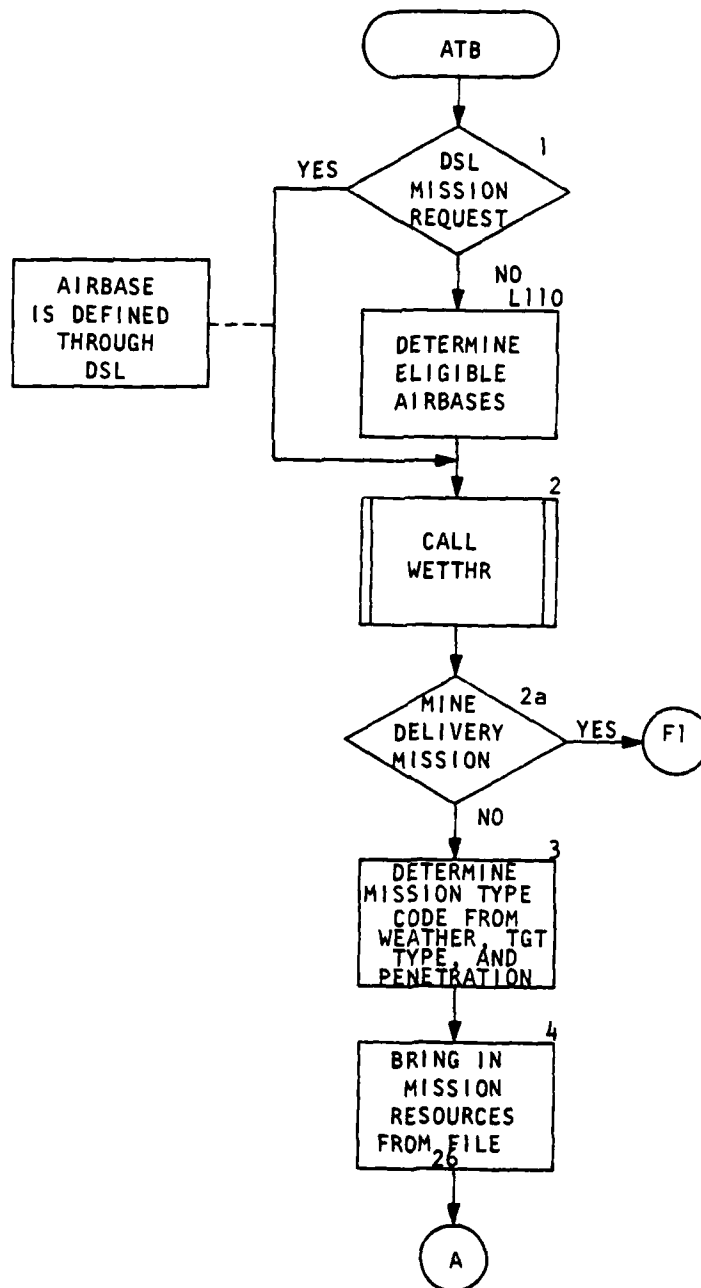 ATB
1
DSL
MISSION
REQUEST
YES
NO
L110
AIRBASE
IS DEFINED
THROUGH
DSL
DETERMINE
ELIGIBLE
AIRBASES
2
CALL
WETTHR
2a
MINE
DELIVERY
MISSION
YES
F1
NO
3
DETERMINE
MISSION TYPE
CODE FROM
WEATHER, TGT
TYPE, AND
PENETRATION
4
BRING IN
MISSION
RESOURCES
FROM FILE
26
A